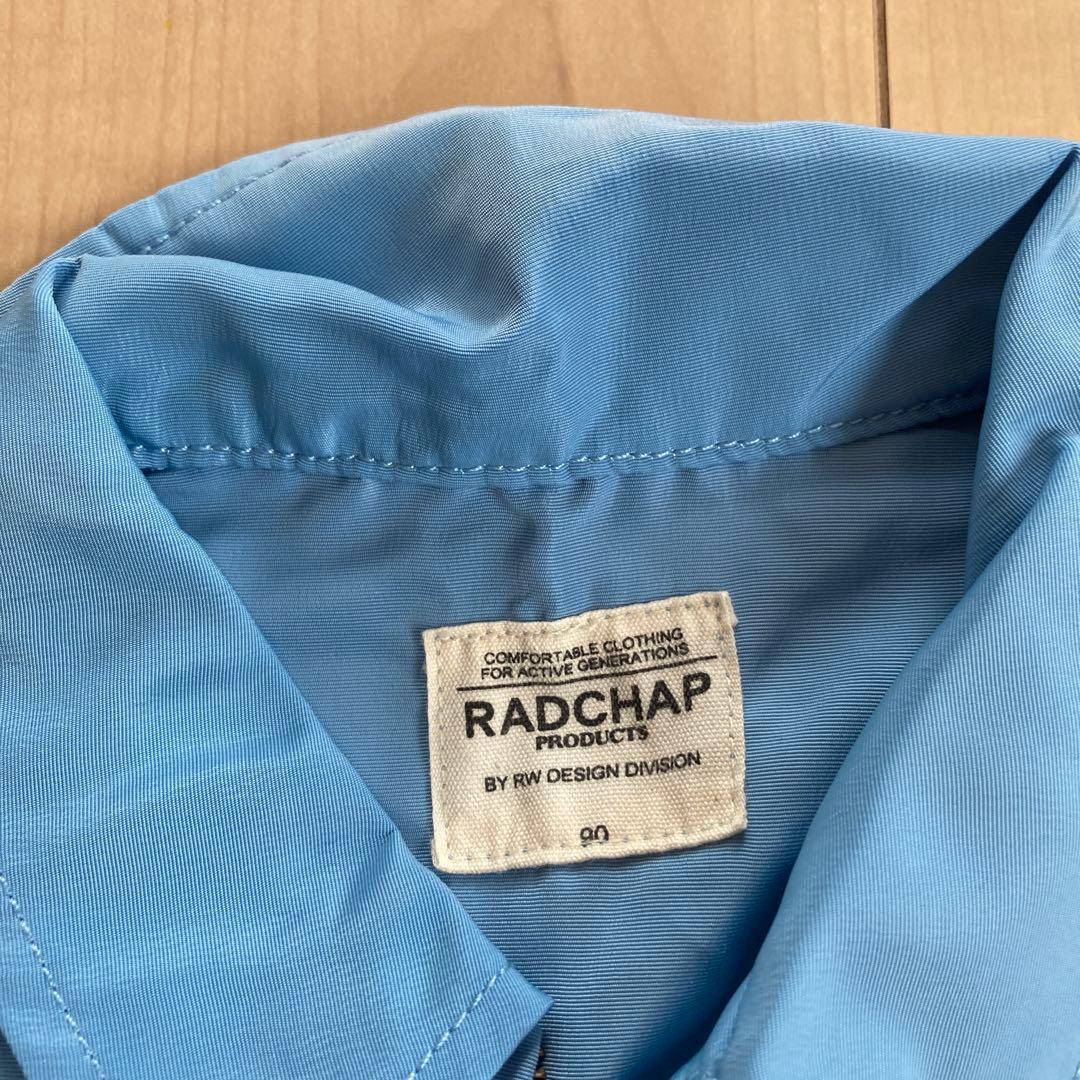 COMFORTABLE CLOTHING
FOR ACTIVE GENERATIONS
RADCHAP
PRODUCTS
BY RW DESIGN DIVISION
90